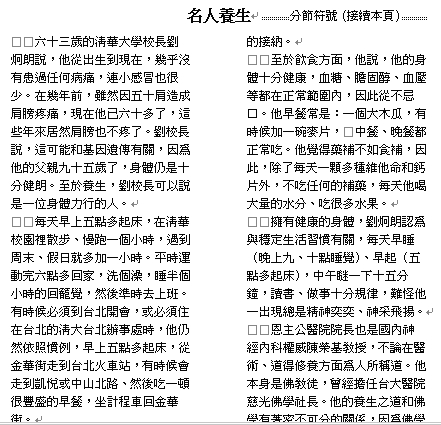 名人養生 分節符號 (接續本頁)
□□六十三歲的清華大學校長劉
炯朗說，他從出生到現在，幾乎沒
有患過任何病痛，連小感冒也很
少。在幾年前，雖然因五十肩造成
肩膀疼痛，現在他已六十多了，這
些年來居然肩膀也不疼了。劉校長
說，這可能和基因遺傳有關，因為
他的父親九十五歲了，身體仍是十
分健朗。至於養生，劉校長可以說
是一位身體力行的人。
□□每天早上五點多起床，在清華
校園裡散步、慢跑一個小時，遇到
周末、假日就多加一小時。平時運
動完六點多回家，洗個澡，睡半個
小時的回籠覺，然後準時去上班。
有時候必須到台北開會，或必須住
在台北的清大台北辦事處時，他仍
然依照慣例，早上五點多起床，從
金華街走到台北火車站，有時候會
走到凱悅或中山北路、然後吃一頓
很豐盛的早餐，坐計程車回金華
街。
的接納。
□□至於飲食方面，他說，他的身
體十分健康，血糖、膽固醇、血壓
等都在正常範圍內，因此從不忌
口。他早餐常是：一個大木瓜，有
時候加一碗麥片，□中餐、晚餐都
正常吃。他覺得藥補不如食補，因
此，除了每天一顆多種維他命和鈣
片外，不吃任何的補藥，每天他喝
大量的水分、吃很多水果。
□□擁有健康的身體，劉炯朗認為
與穩定生活習慣有關，每天早睡
（晚上九、十點睡覺）、早起（五
點多起床），中午瞇一下十五分
鐘，讀書、做事十分規律，難怪他
一出現總是精神奕奕、神采飛揚。
□□恩主公醫院院長也是國內神
經內科權威陳榮基教授，不論在醫
術、道得修養方面為人所稱道。他
本身是佛教徒，曾經擔任台大醫院
慈光佛學社長。他的養生之道和佛
學有著密不可分的關係，因為佛學